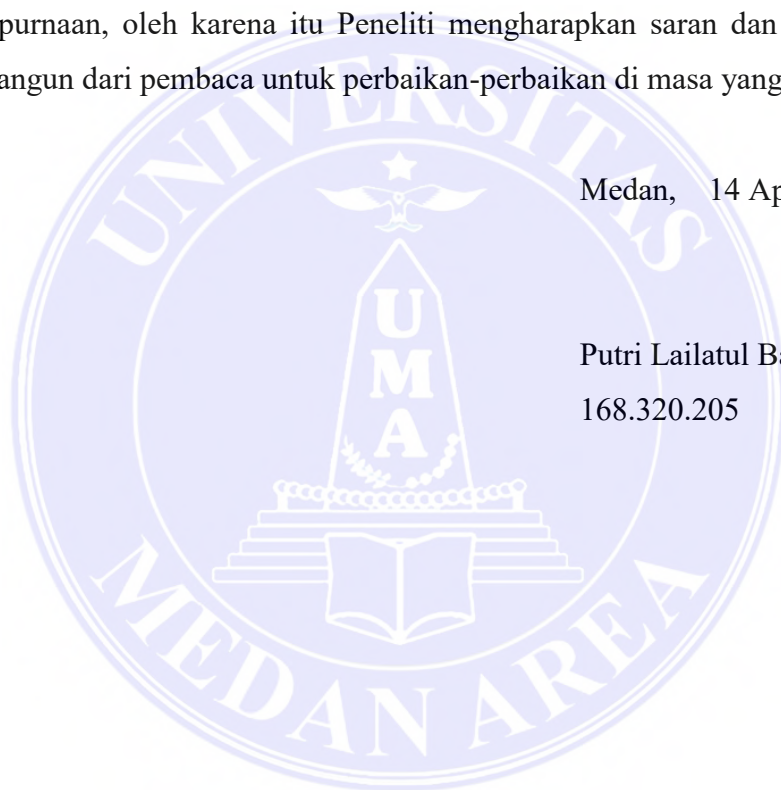 purnaan, oleh karena itu Peneliti mengharapkan saran dan
angun dari pembaca untuk perbaikan-perbaikan di masa yang
Medan, 14 Ap
Putri Lailatul Ba
168.320.205
UNIVERSITAS
UMA
MEDAN AREA